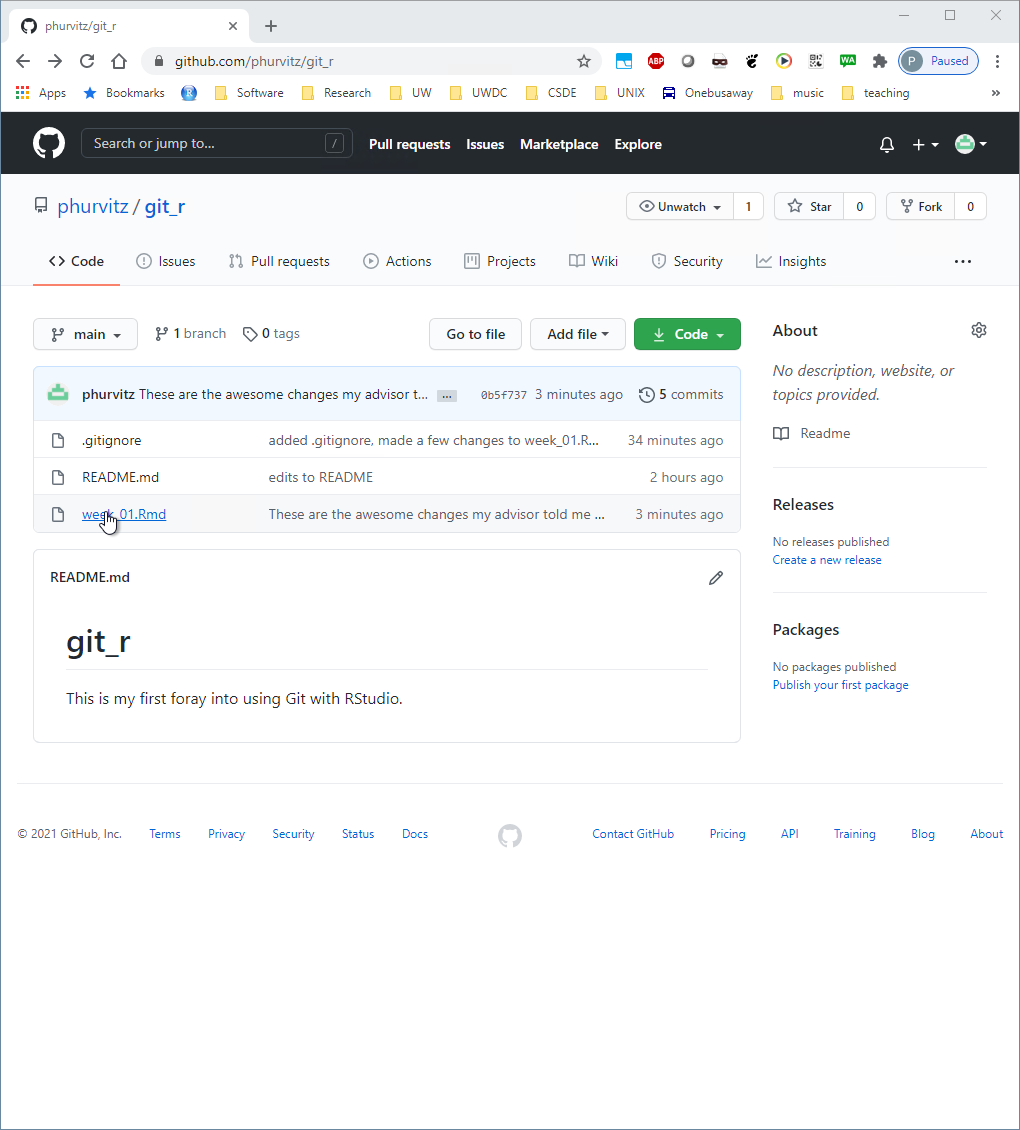 phurvitz/git_r
github.com/phurvitz/git_r
ABP
WA
P Paused
Apps Bookmarks R Software Research UW UWDC CSDE UNIX Onebusaway music teaching »
Search or jump to... / Pull requests Issues Marketplace Explore
phurvitz / git_r Unwatch 1 Star 0 Fork 0
Code Issues Pull requests Actions Projects Wiki Security Insights ...
main 1 branch 0 tags Go to file Add file Code
phurvitz These are the awesome changes my advisor t... ... 0b5f737 3 minutes ago 5 commits
.gitignore added .gitignore, made a few changes to week_01.R... 34 minutes ago
README.md edits to README 2 hours ago
week_01.Rmd These are the awesome changes my advisor told me ... 3 minutes ago
README.md
git_r
This is my first foray into using Git with RStudio.
About
No description, website, or
topics provided.
Readme
Releases
No releases published
Create a new release
Packages
No packages published
Publish your first package
© 2021 GitHub, Inc. Terms Privacy Security Status Docs Contact GitHub Pricing API Training Blog About